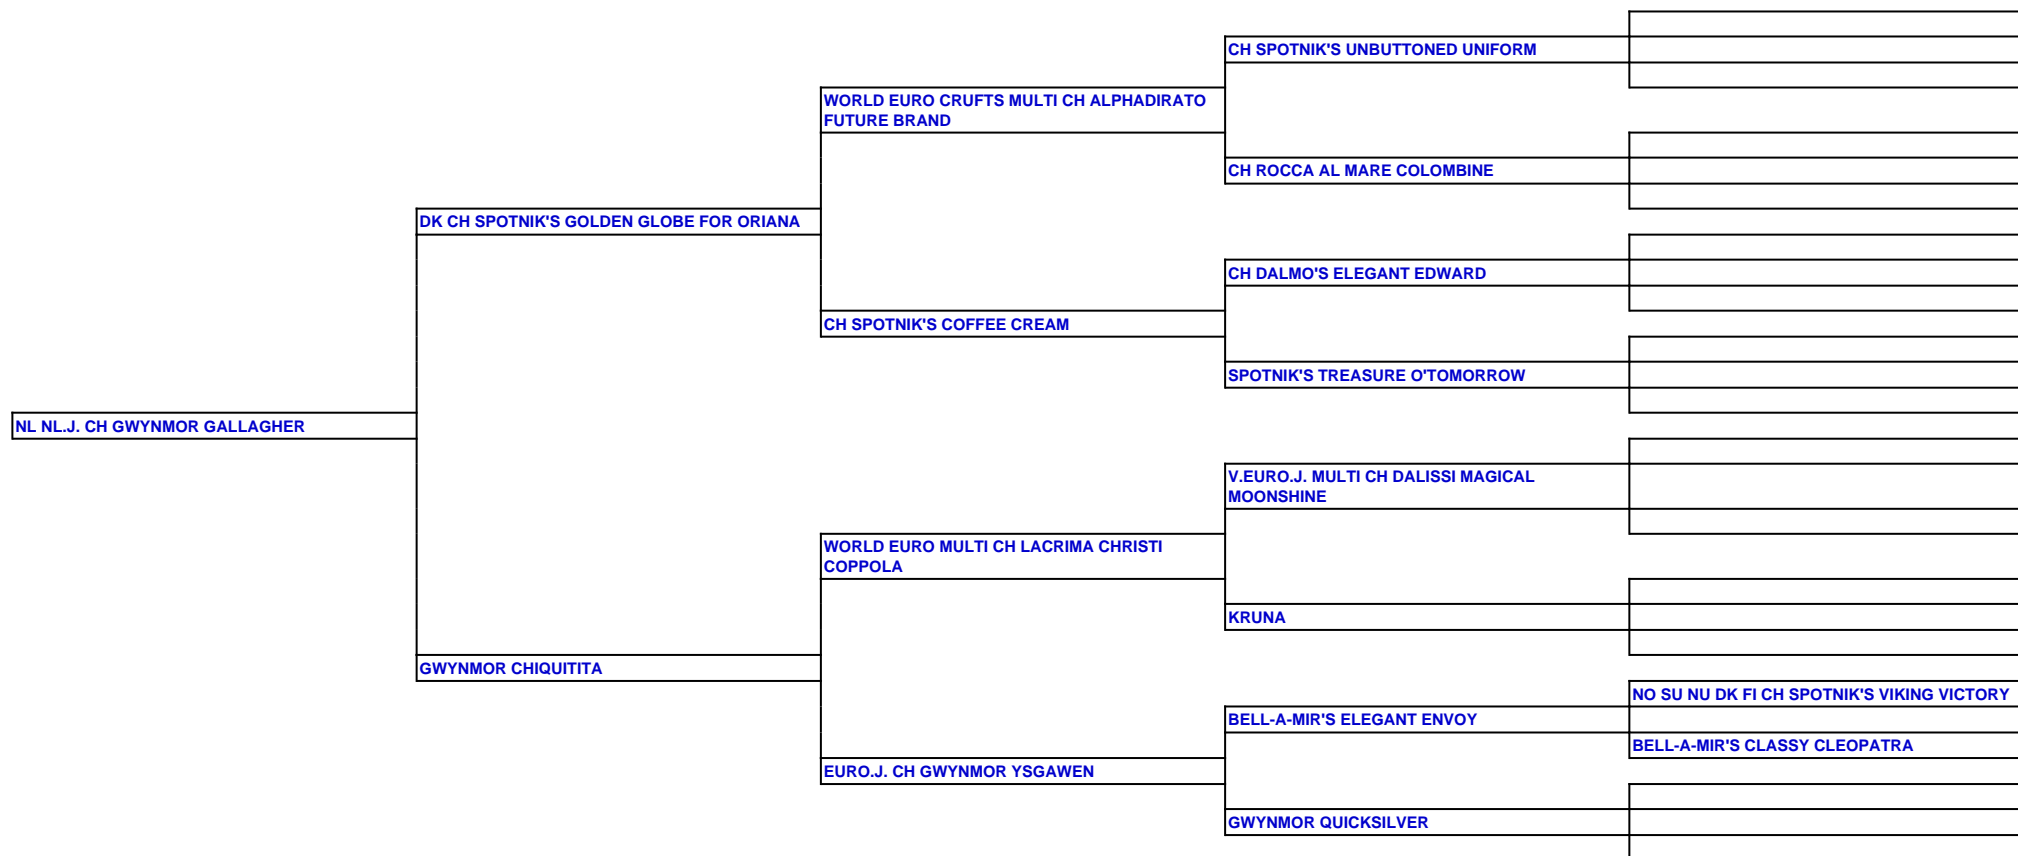 CH SPOTNIK'S UNBUTTONED UNIFORM
WORLD EURO CRUFTS MULTI CH ALPHADIRATO
FUTURE BRAND
CH ROCCA AL MARE COLOMBINE
DK CH SPOTNIK'S GOLDEN GLOBE FOR ORIANA
CH DALMO'S ELEGANT EDWARD
CH SPOTNIK'S COFFEE CREAM
SPOTNIK'S TREASURE O'TOMORROW
NL NL.J. CH GWYNMOR GALLAGHER
V.EURO.J. MULTI CH DALISSI MAGICAL
MOONSHINE
WORLD EURO MULTI CH LACRIMA CHRISTI
COPPOLA
KRUNA
GWYNMOR CHIQUITITA
NO SU NU DK FI CH SPOTNIK'S VIKING VICTORY
BELL-A-MIR'S ELEGANT ENVOY
BELL-A-MIR'S CLASSY CLEOPATRA
EURO.J. CH GWYNMOR YSGAWEN
GWYNMOR QUICKSILVER